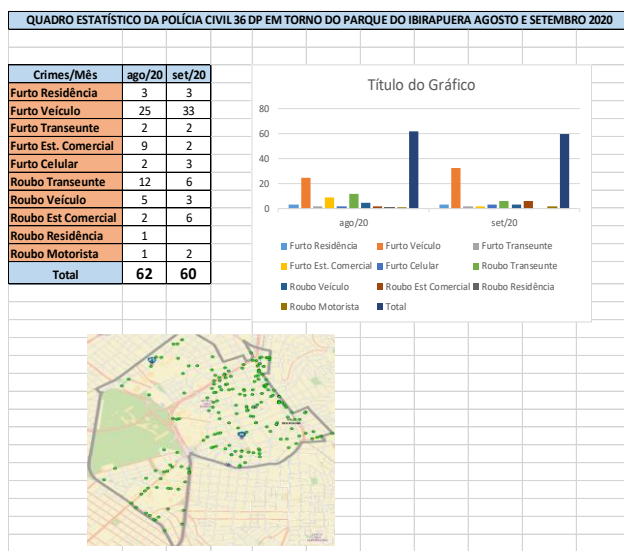 QUADRO ESTATÍSTICO DA POLÍCIA CIVIL 36 DP EM TORNO DO PARQUE DO IBIRAPUERA AGOSTO E SETEMBRO 2020
Crimes/Mês ago/20 set/20
Furto Residência 3 3
Furto Veículo 25 33
Furto Transeunte 2 2
Furto Est. Comercial 9 2
Furto Celular 2 3
Roubo Transeunte 12 6
Roubo Veículo 5 3
Roubo Est Comercial 2 6
Roubo Residência 1
Roubo Motorista 1 2
Total 62 60
Título do Gráfico
80
60
40
20
0
ago/20 set/20
Furto Residência Furto Veículo Furto Transeunte
Furto Est. Comercial Furto Celular Roubo Transeunte
Roubo Veículo Roubo Est Comercial Roubo Residência
Roubo Motorista Total